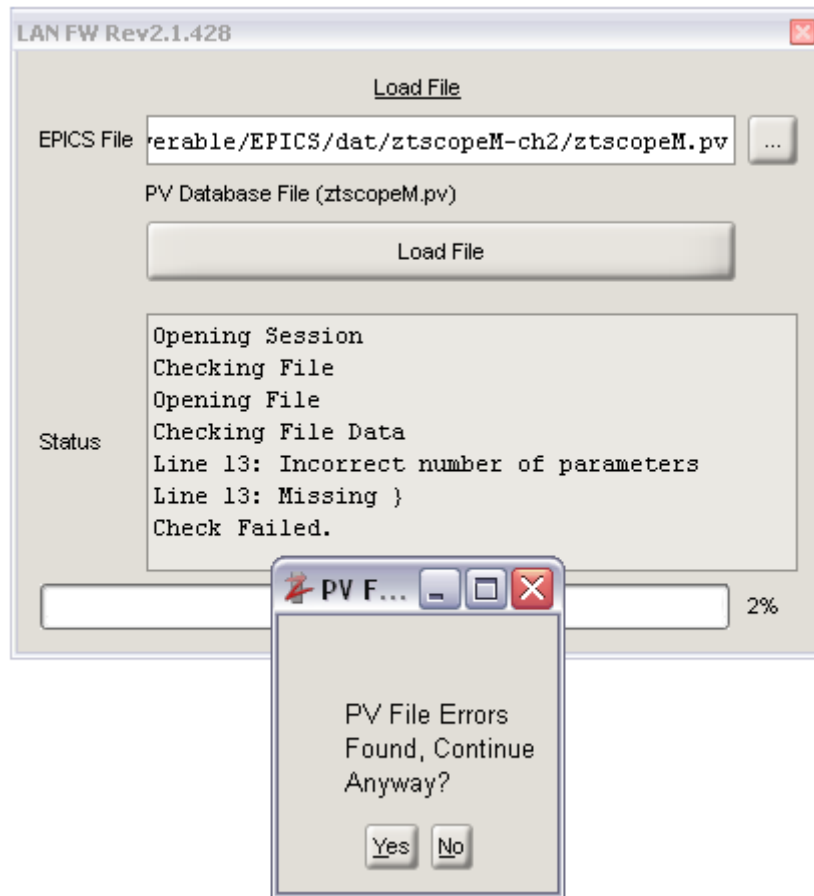 LAN FW Rev2.1.428
Load File
EPICS File
verable/EPICS/dat/ztscopeM-ch2/ztscopeM.pv
...
PV Database File (ztscopeM.pv)
Load File
Status
Opening Session
Checking File
Opening File
Checking File Data
Line 13: Incorrect number of parameters
Line 13: Missing }
Check Failed.
2%
PV F...
PV File Errors
Found, Continue
Anyway?
Yes No